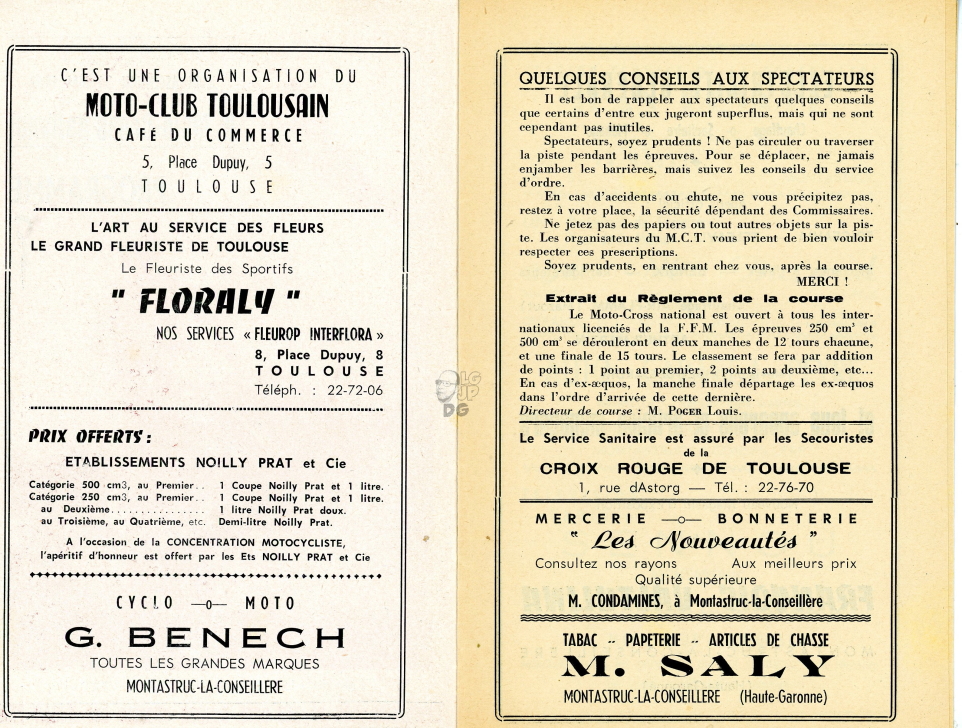 C'EST UNE ORGANISATION DU
MOTO-CLUB TOULOUSAIN
CAFÉ DU COMMERCE
5, Place Dupuy, 5
TOULOUSE
L'ART AU SERVICE DES FLEURS
LE GRAND FLEURISTE DE TOULOUSE
Le Fleuriste des Sportifs
" FLORALY "
NOS SERVICES « FLEUROP INTERFLORA »
8, Place Dupuy, 8
TOULOUSE
Téléph. : 22-72-06
PRIX OFFERTS :
ETABLISSEMENTS NOILLY PRAT et Cie
Catégorie 500 cm3, au Premier.. 1 Coupe Noilly Prat et 1 litre.
Catégorie 250 cm3, au Premier.. 1 Coupe Noilly Prat et 1 litre.
au Deuxième............... 1 litre Noilly Prat doux.
au Troisième, au Quatrième, etc. Demi-litre Noilly Prat.
A l'occasion de la CONCENTRATION MOTOCYCLISTE,
l'apéritif d'honneur est offert par les Ets NOILLY PRAT et Cie
CYCLO —o— MOTO
G. BENECH
TOUTES LES GRANDES MARQUES
MONTASTRUC-LA-CONSEILLERE
QUELQUES CONSEILS AUX SPECTATEURS
Il est bon de rappeler aux spectateurs quelques conseils
que certains d'entre eux jugeront superflus, mais qui ne sont
cependant pas inutiles.
Spectateurs, soyez prudents ! Ne pas circuler ou traverser
la piste pendant les épreuves. Pour se déplacer, ne jamais
enjamber les barrières, mais suivez les conseils du service
d'ordre.
En cas d'accidents ou chute, ne vous précipitez pas,
restez à votre place, la sécurité dépendant des Commissaires.
Ne jetez pas des papiers ou tout autres objets sur la pis-
te. Les organisateurs du M.C.T. vous prient de bien vouloir
respecter ces prescriptions.
Soyez prudents, en rentrant chez vous, après la course.
MERCI !
Extrait du Règlement de la course
Le Moto-Cross national est ouvert à tous les inter-
nationaux licenciés de la F.F.M. Les épreuves 250 cm³ et
500 cm³ se dérouleront en deux manches de 12 tours chacune,
et une finale de 15 tours. Le classement se fera par addition
de points : 1 point au premier, 2 points au deuxième, etc...
En cas d'ex-æquos, la manche finale départage les ex-æquos
dans l'ordre d'arrivée de cette dernière.
Directeur de course : M. POGER Louis.
Le Service Sanitaire est assuré par les Secouristes
de la
CROIX ROUGE DE TOULOUSE
1, rue dAstorg — Tél. : 22-76-70
MERCERIE —o— BONNETERIE
" Les Nouveautés "
Consultez nos rayons Aux meilleurs prix
Qualité supérieure
M. CONDAMINES, à Montastruc-la-Conseillère
TABAC -- PAPETERIE -- ARTICLES DE CHASSE
M. SALY
MONTASTRUC-LA-CONSEILLERE (Haute-Garonne)